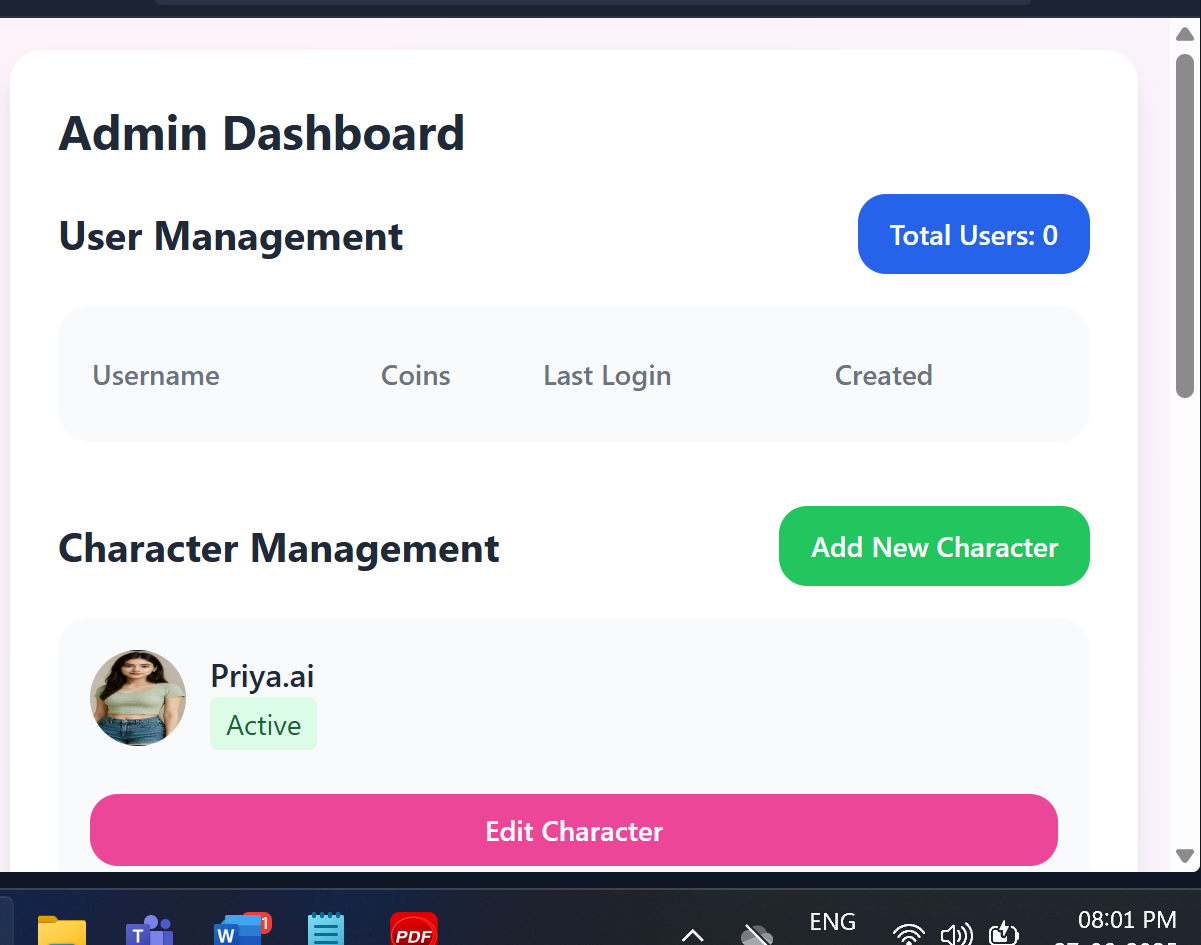 Admin Dashboard
User Management
Total Users: 0
Username Coins Last Login Created
Character Management
Add New Character
Priya.ai
Active
Edit Character
T
W
1
PDF
ENG
08:01 PM